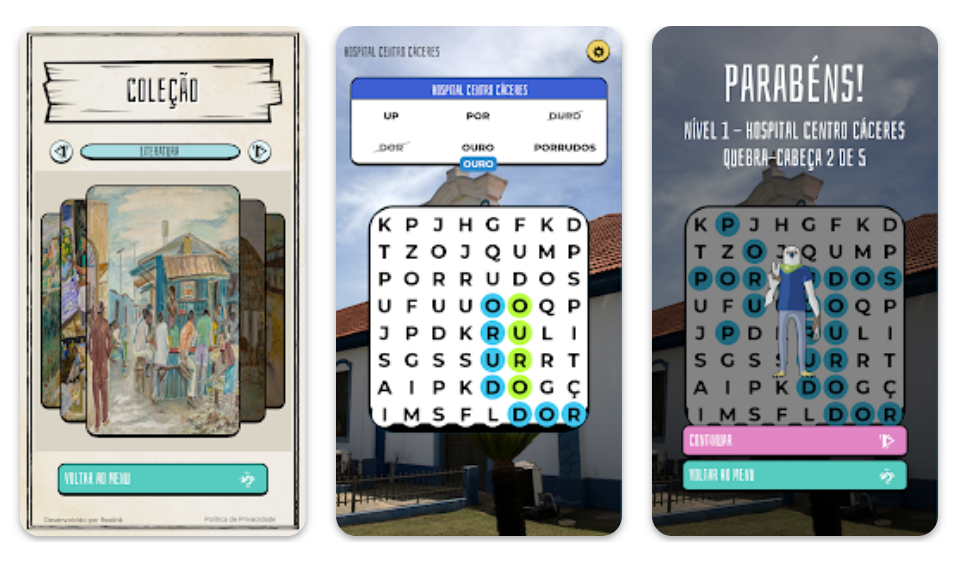 COLEÇÃO
LITERATURA
VOLTAR AO MENU
Desenvolvido por Realink
Política de Privacidade
HOSPITAL CENTRO CÁCERES
HOSPITAL CENTRO CÁCERES
UP POR DURO
DOR OURO PORRUDOS
OURO
K P J H G F K D
T Z O J Q U M P
P O R R U D O S
U F U U O O Q P
J P D K R U L I
S G S S U R R T
A I P K D O G Ç
I M S F L D O R
PARABÉNS!
NÍVEL 1 - HOSPITAL CENTRO CÁCERES
QUEBRA-CABEÇA 2 DE 5
K P J H G F K D
T Z O J Q U M P
P O R D O S
U F U O Q P
J P D R U L I
S G S U R R T
A I P K D O G Ç
I M S F L D O R
CONTINUAR
VOLTAR AO MENU